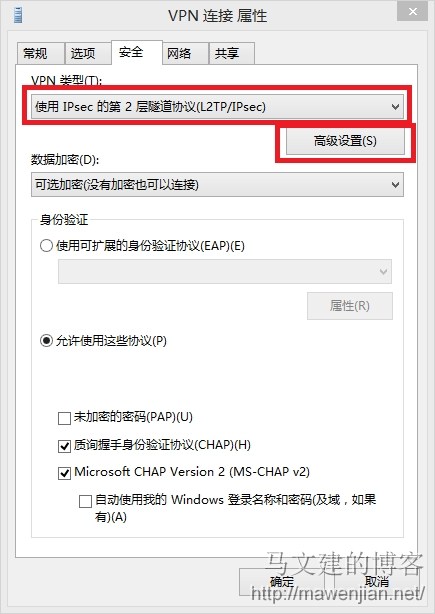 VPN 连接 属性
常规 选项 安全 网络 共享
VPN 类型(T):
使用 IPsec 的第 2 层隧道协议(L2TP/IPsec)
高级设置(S)
数据加密(D):
可选加密(没有加密也可以连接)
身份验证
使用可扩展的身份验证协议(EAP)(E)
属性(R)
允许使用这些协议(P)
未加密的密码(PAP)(U)
质询握手身份验证协议(CHAP)(H)
Microsoft CHAP Version 2 (MS-CHAP v2)
自动使用我的 Windows 登录名称和密码(及域，如果
有)(A)
马文建的博客
确定 取消
http://mawenjian.net/